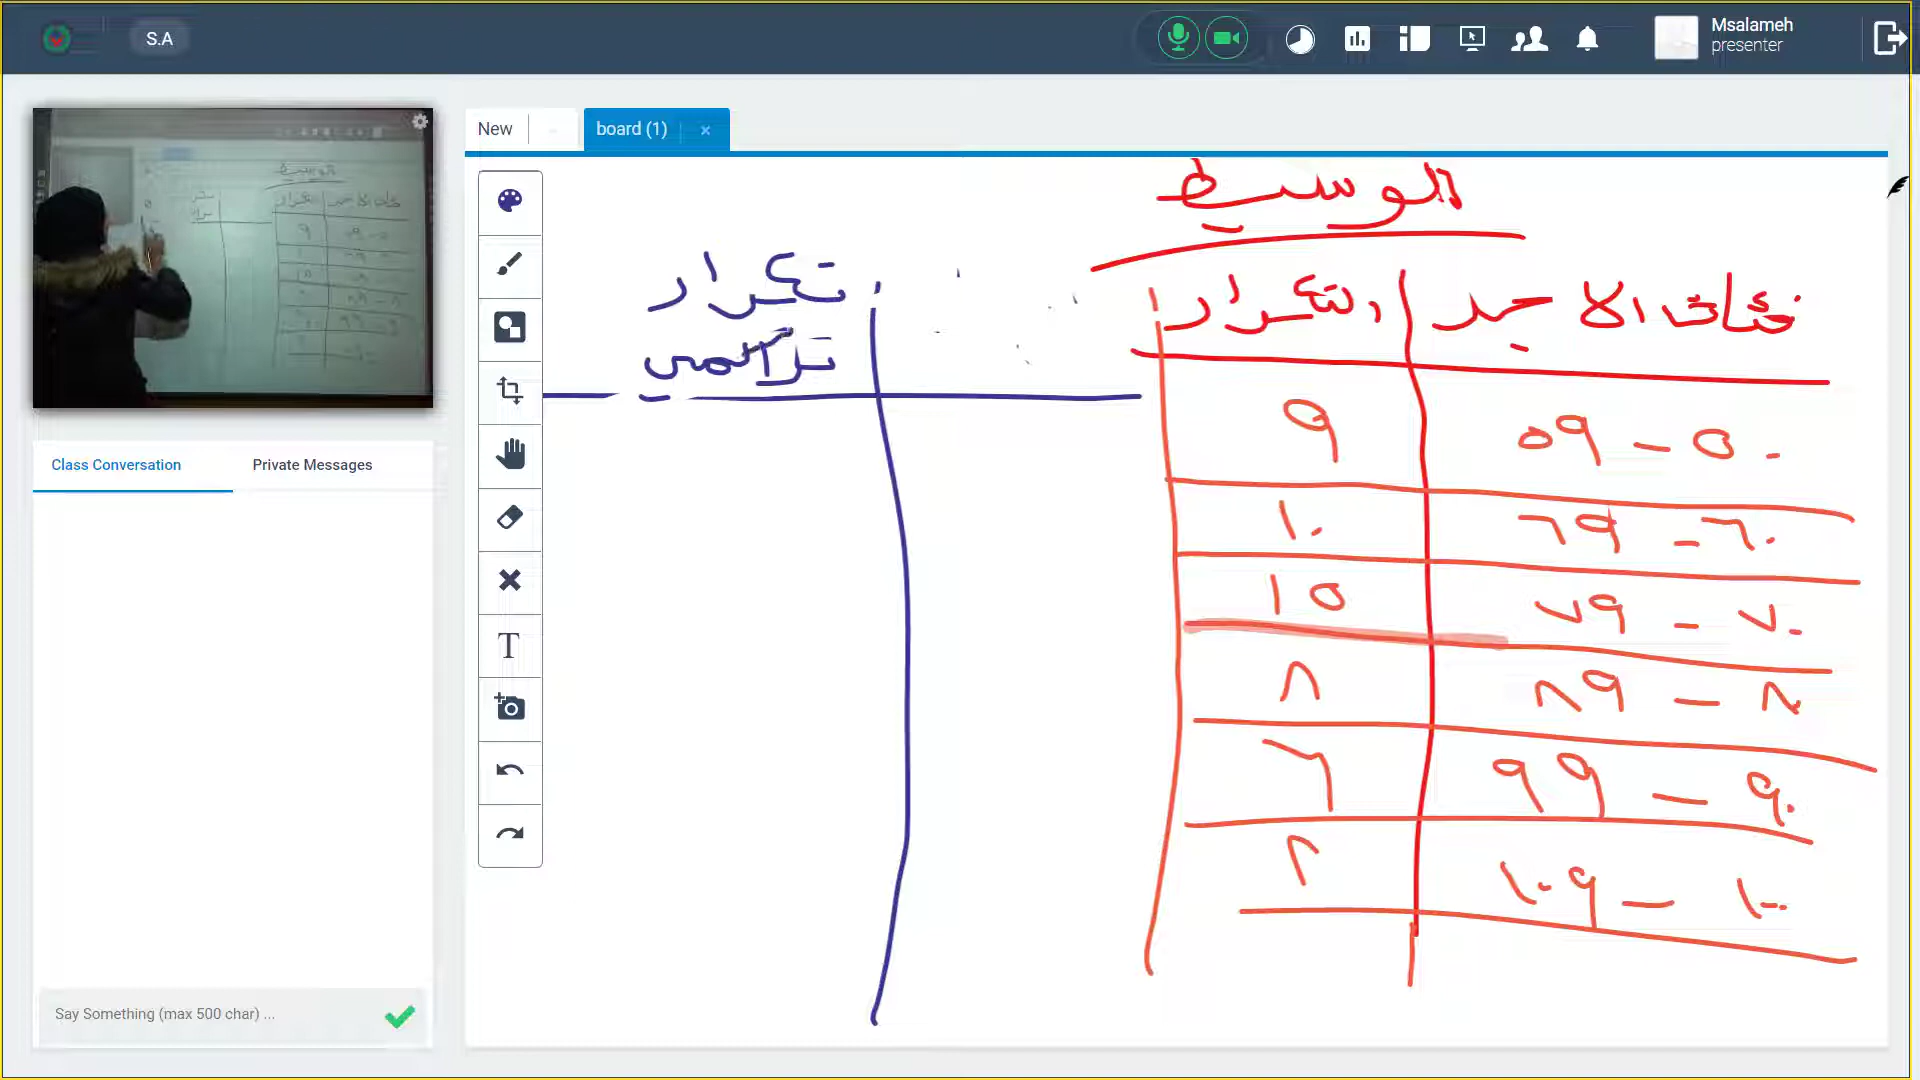 S.A
Msalameh
presenter
New
board (1)
Class Conversation
Private Messages
Say Something (max 500 char) ...
T
الوسيط
فئات الاجر التكرار
تكرار
تراكمي
٥٠ – ٥٩ ٩
٦٠ – ٦٩ ١٠
٧٠ – ٧٩ ١٥
٨٠ – ٨٩ ٨
٩٠ – ٩٩ ٦
١٠٠ – ١٠٩ ٢